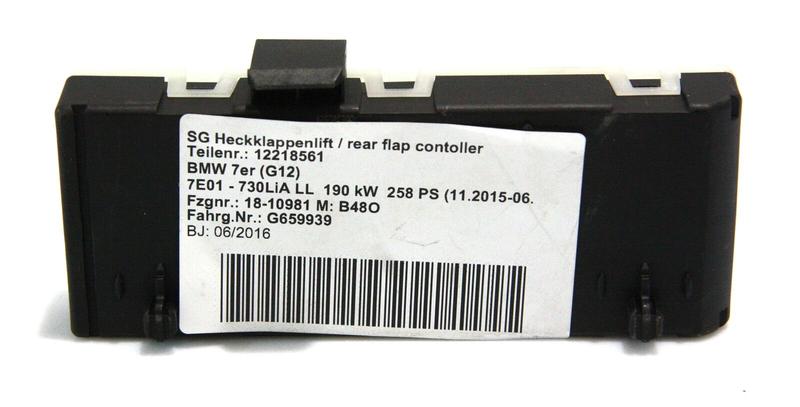 SG Heckklappenlift / rear flap contoller
Teilenr.: 12218561
BMW 7er (G12)
7E01 - 730LiA LL 190 kW 258 PS (11.2015-06.
Fzgnr.: 18-10981 M: B48O
Fahrg.Nr.: G659939
BJ: 06/2016